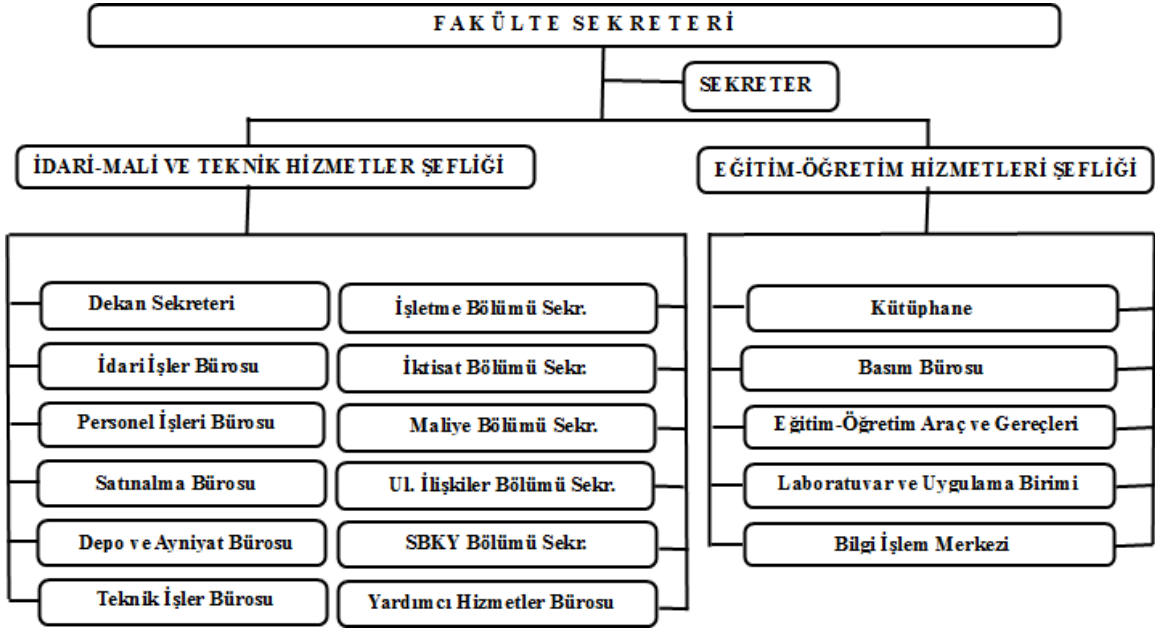 FAKÜLTE SEKRETERİ
SEKRETER
İDARİ-MALİ VE TEKNİK HİZMETLER ŞEFLİĞİ
EĞİTİM-ÖĞRETİM HİZMETLERİ ŞEFLİĞİ
Dekan Sekreteri
İdari İşler Bürosu
Personel İşleri Bürosu
Satınalma Bürosu
Depo ve Ayniyat Bürosu
Teknik İşler Bürosu
İşletme Bölümü Sekr.
İktisat Bölümü Sekr.
Maliye Bölümü Sekr.
Ul. İlişkiler Bölümü Sekr.
SBKY Bölümü Sekr.
Yardımcı Hizmetler Bürosu
Kütüphane
Basım Bürosu
Eğitim-Öğretim Araç ve Gereçleri
Laboratuvar ve Uygulama Birimi
Bilgi İşlem Merkezi